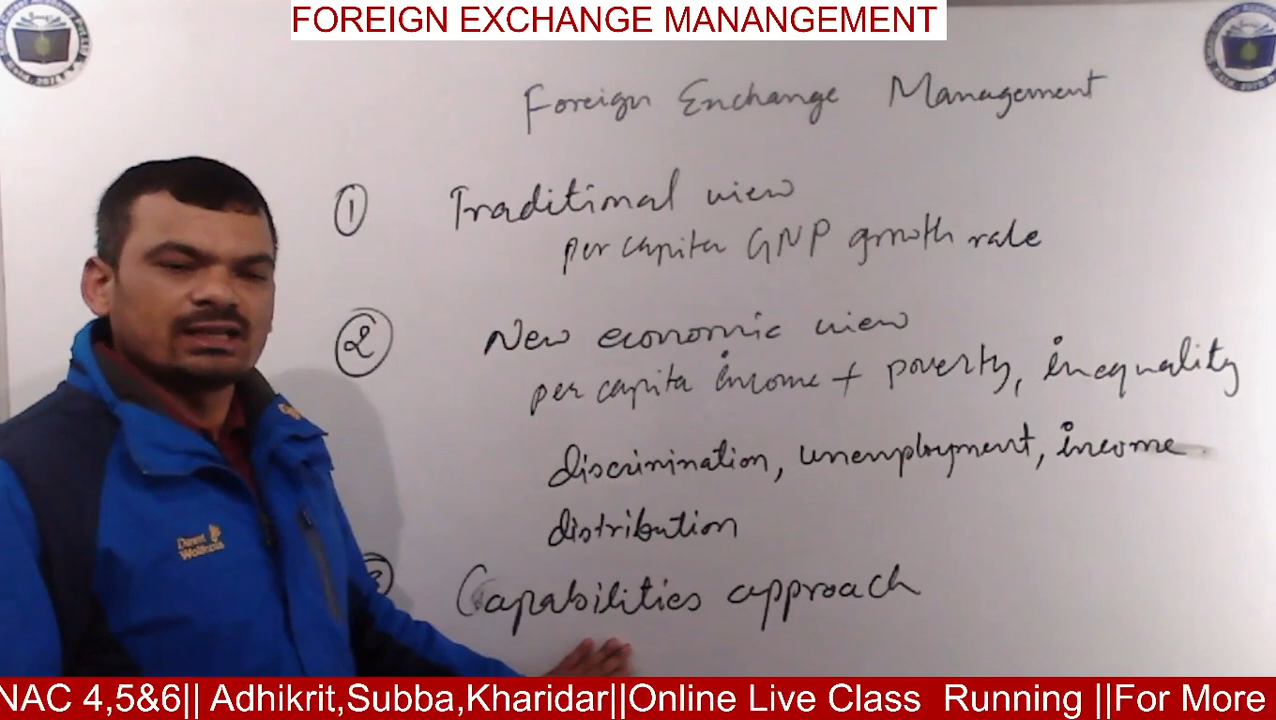 FOREIGN EXCHANGE MANANGEMENT
Foreign Exchange Management
① Traditional view
per capita GNP growth rate
② New economic view
per capita income + poverty, inequality
discrimination, unemployment, income
distribution
③ Capabilities approach
NAC 4,5&6|| Adhikrit,Subba,Kharidar||Online Live Class Running ||For More